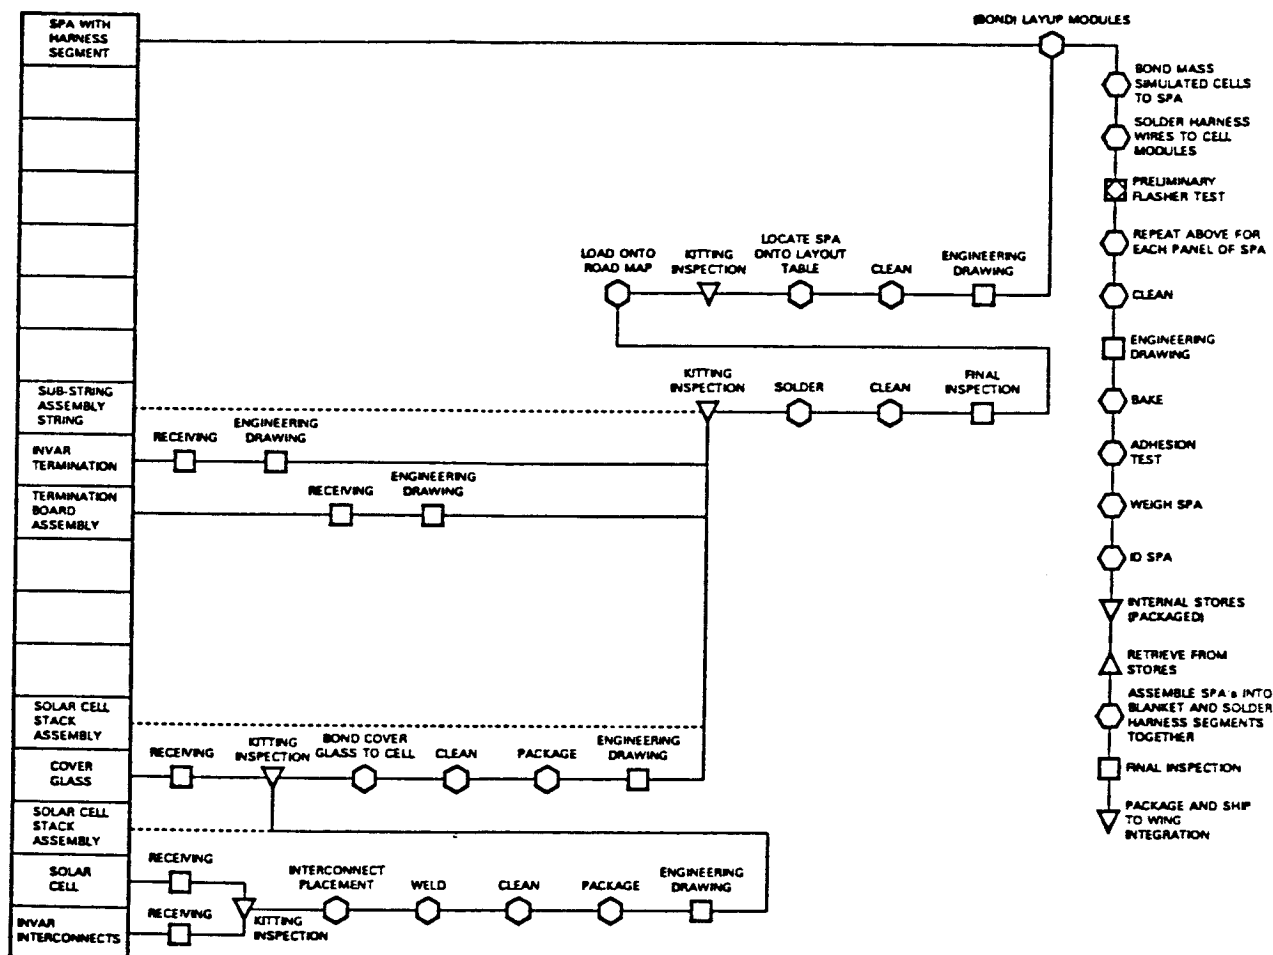 SPA WITH
HARNESS
SEGMENT
(BOND) LAYUP MODULES
BOND MASS
SIMULATED CELLS
TO SPA
SOLDER HARNESS
WIRES TO CELL
MODULES
PRELIMINARY
FLASHER TEST
REPEAT ABOVE FOR
EACH PANEL OF SPA
CLEAN
ENGINEERING
DRAWING
BAKE
ADHESION
TEST
WEIGH SPA
ID SPA
INTERNAL STORES
(PACKAGED)
RETRIEVE FROM
STORES
ASSEMBLE SPA's INTO
BLANKET AND SOLDER
HARNESS SEGMENTS
TOGETHER
FINAL INSPECTION
PACKAGE AND SHIP
TO WING
INTEGRATION
LOAD ONTO
ROAD MAP
KITTING
INSPECTION
LOCATE SPA
ONTO LAYOUT
TABLE
CLEAN
ENGINEERING
DRAWING
SUB-STRING
ASSEMBLY
STRING
KITTING
INSPECTION
SOLDER
CLEAN
FINAL
INSPECTION
INVAR
TERMINATION
RECEIVING
ENGINEERING
DRAWING
TERMINATION
BOARD
ASSEMBLY
RECEIVING
ENGINEERING
DRAWING
SOLAR CELL
STACK
ASSEMBLY
COVER
GLASS
RECEIVING
KITTING
INSPECTION
BOND COVER
GLASS TO CELL
CLEAN
PACKAGE
ENGINEERING
DRAWING
SOLAR CELL
STACK
ASSEMBLY
SOLAR
CELL
RECEIVING
INVAR
INTERCONNECTS
RECEIVING
KITTING
INSPECTION
INTERCONNECT
PLACEMENT
WELD
CLEAN
PACKAGE
ENGINEERING
DRAWING